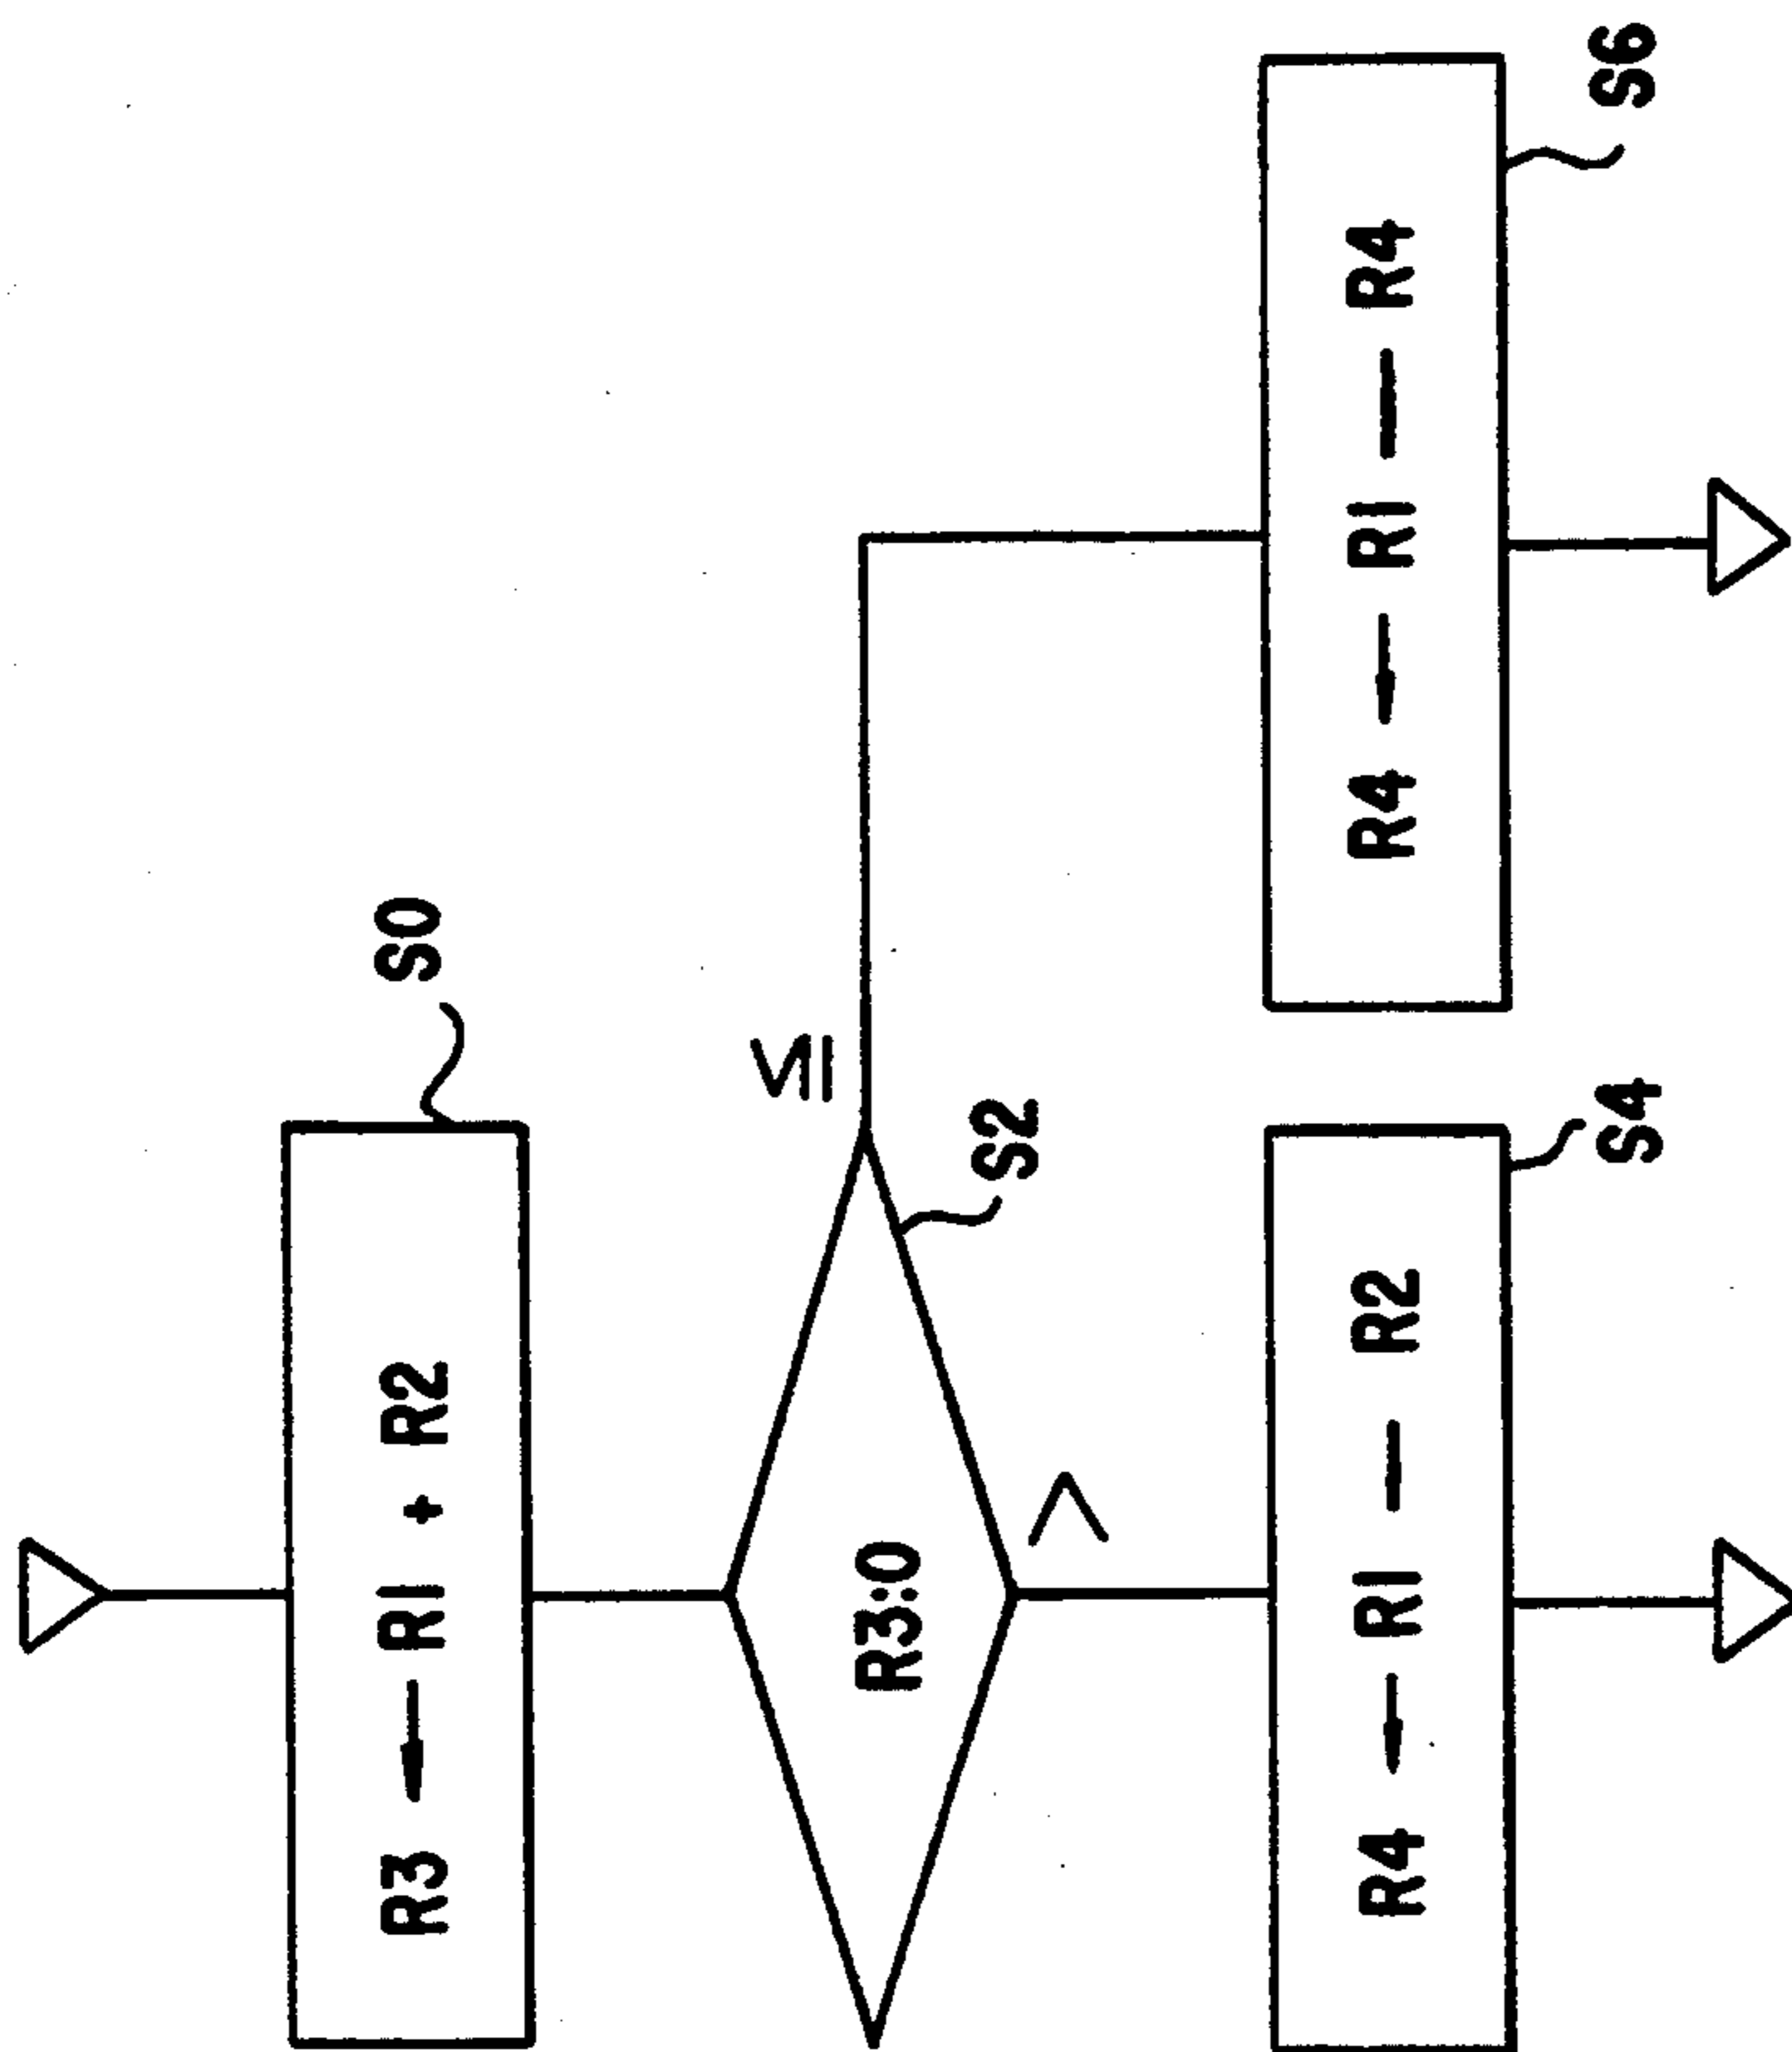 R3 ← R1 + R2
S0
R3:0
≦
S2
>
R4 ← R1 — R2
S4
R4 ← R1 — R4
S6